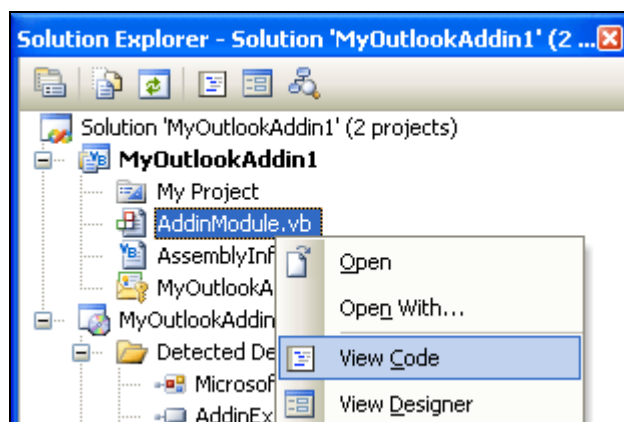 Solution Explorer - Solution 'MyOutlookAddin1' (2 ...
Solution 'MyOutlookAddin1' (2 projects)
MyOutlookAddin1
My Project
AddinModule.vb
AssemblyInf
Open
MyOutlookA
Open With...
MyOutlookAddin
Detected De
View Code
Microsof
View Designer
AddinEx